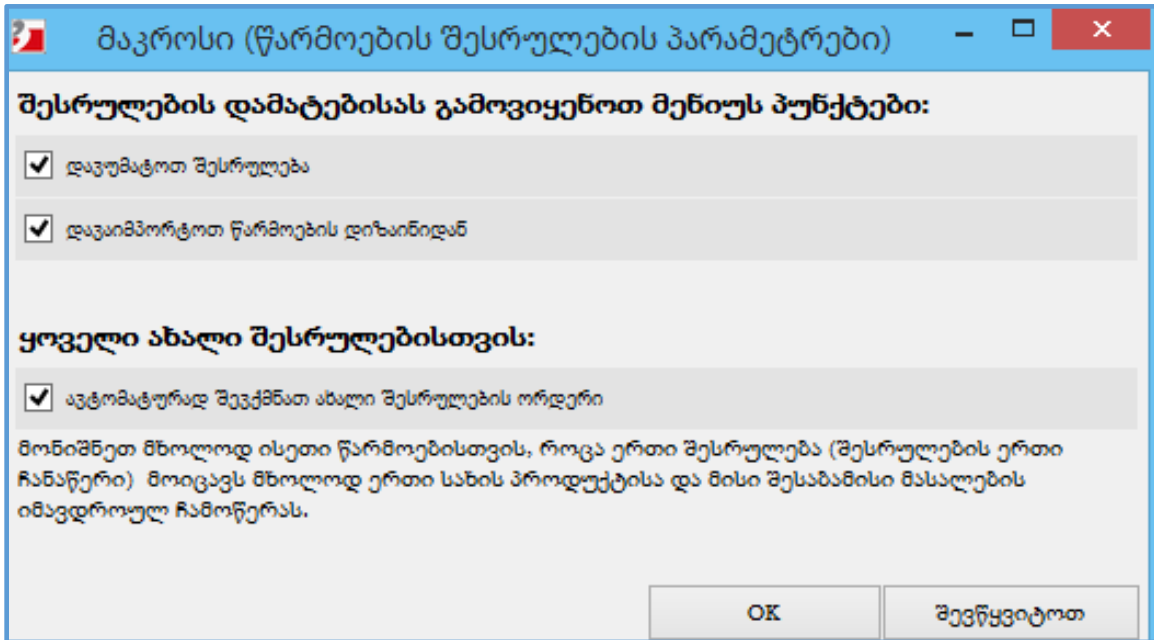 მაკროსი (წარმოების შესრულების პარამეტრები)
შესრულების დამატებისას გამოვიყენოთ მენიუს პუნქტები:
დავუმატოთ შესრულება
დავაიმპორტოთ წარმოების დიზაინიდან
ყოველი ახალი შესრულებისთვის:
ავტომატურად შევქმნათ ახალი შესრულების ორდერი
მონიშნეთ მხოლოდ ისეთი წარმოებისთვის, როცა ერთი შესრულება (შესრულების ერთი
ჩანაწერი) მოიცავს მხოლოდ ერთი სახის პროდუქტისა და მისი შესაბამისი მასალების
იმავდროულ ჩამოწერას.
OK
შევწყვიტოთ